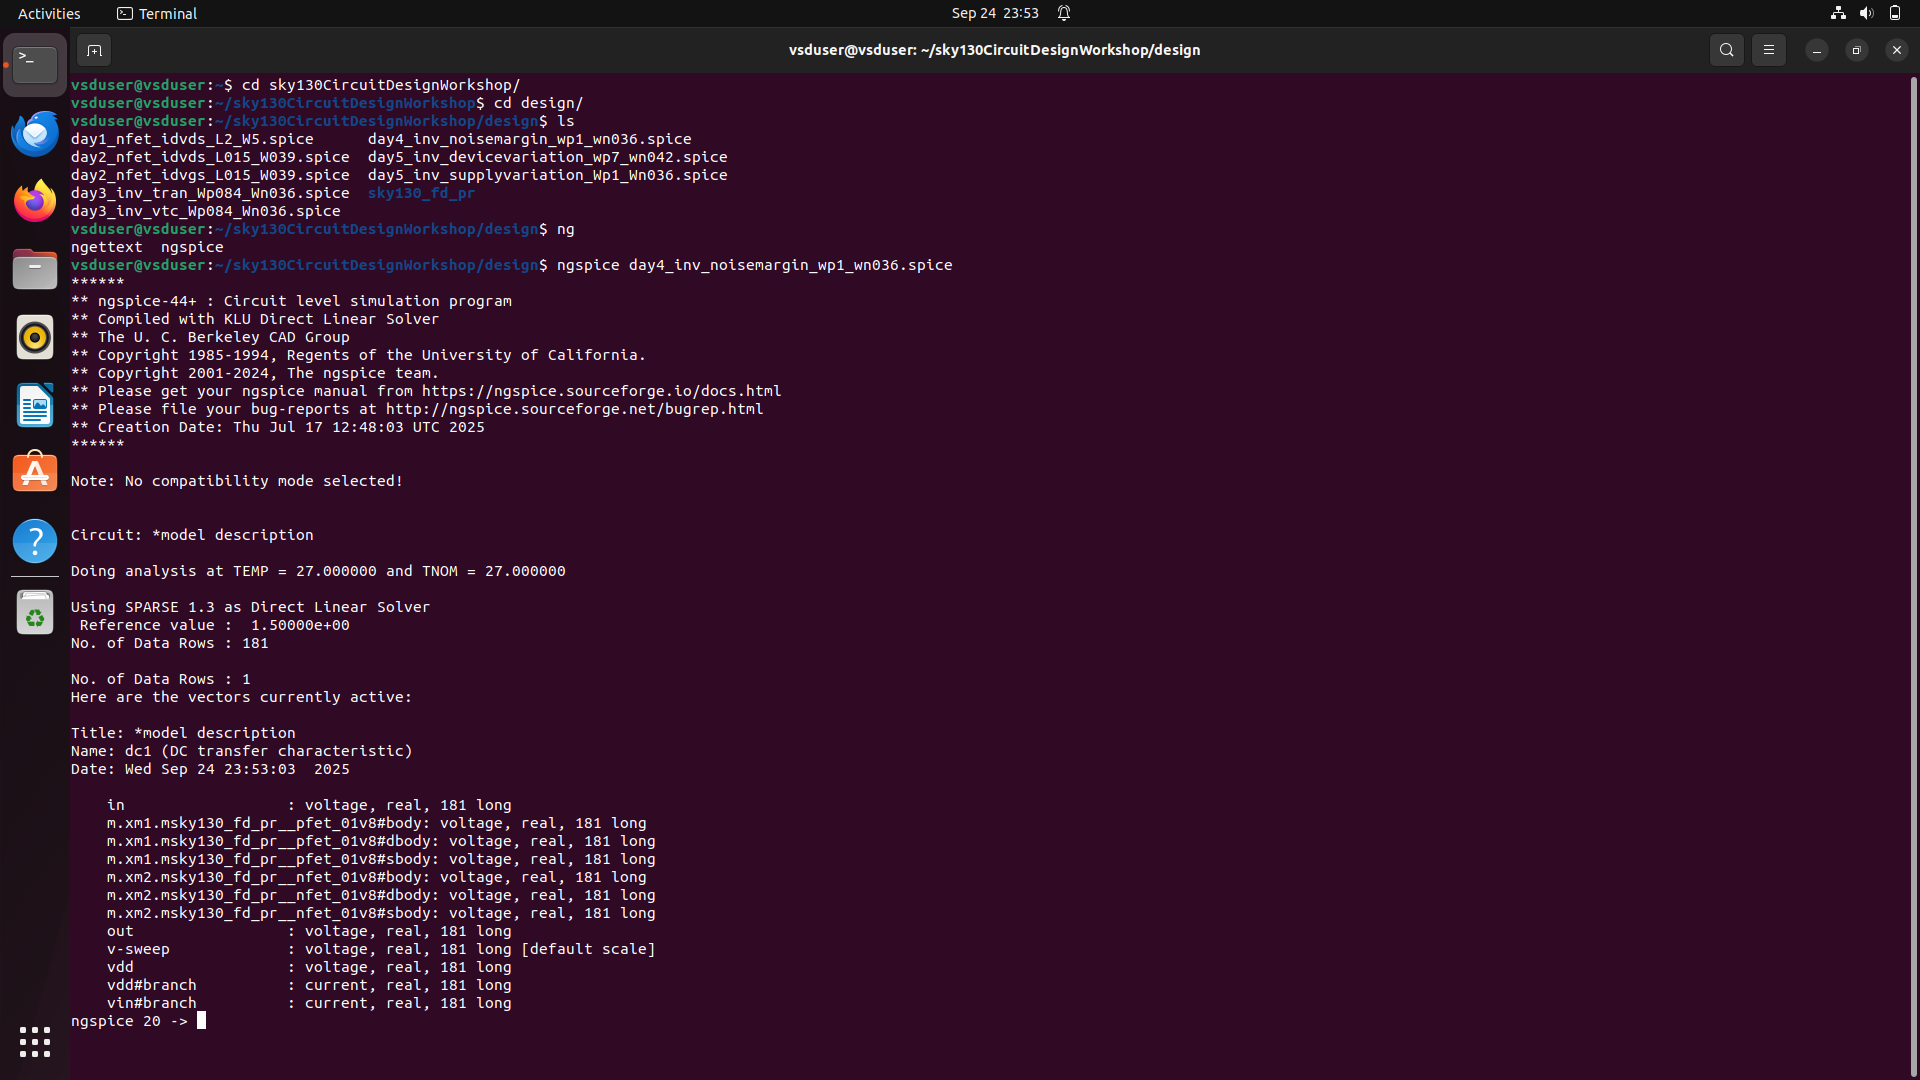 Activities
Terminal
Sep 24 23:53
vsduser@vsduser: ~/sky130CircuitDesignWorkshop/design
vsduser@vsduser:~$ cd sky130CircuitDesignWorkshop/
vsduser@vsduser:~/sky130CircuitDesignWorkshop$ cd design/
vsduser@vsduser:~/sky130CircuitDesignWorkshop/design$ ls
day1_nfet_idvds_L2_W5.spice      day4_inv_noisemargin_wp1_wn036.spice
day2_nfet_idvds_L015_W039.spice  day5_inv_devicevariation_wp7_wn042.spice
day2_nfet_idvgs_L015_W039.spice  day5_inv_supplyvariation_Wp1_Wn036.spice
day3_inv_tran_Wp084_Wn036.spice  sky130_fd_pr
day3_inv_vtc_Wp084_Wn036.spice
vsduser@vsduser:~/sky130CircuitDesignWorkshop/design$ ng
ngettext  ngspice
vsduser@vsduser:~/sky130CircuitDesignWorkshop/design$ ngspice day4_inv_noisemargin_wp1_wn036.spice
******
** ngspice-44+ : Circuit level simulation program
** Compiled with KLU Direct Linear Solver
** The U. C. Berkeley CAD Group
** Copyright 1985-1994, Regents of the University of California.
** Copyright 2001-2024, The ngspice team.
** Please get your ngspice manual from https://ngspice.sourceforge.io/docs.html
** Please file your bug-reports at http://ngspice.sourceforge.net/bugrep.html
** Creation Date: Thu Jul 17 12:48:03 UTC 2025
******
Note: No compatibility mode selected!
Circuit: *model description
Doing analysis at TEMP = 27.000000 and TNOM = 27.000000
Using SPARSE 1.3 as Direct Linear Solver
 Reference value :  1.50000e+00
No. of Data Rows : 181
No. of Data Rows : 1
Here are the vectors currently active:
Title: *model description
Name: dc1 (DC transfer characteristic)
Date: Wed Sep 24 23:53:03  2025
    in                  : voltage, real, 181 long
    m.xm1.msky130_fd_pr__pfet_01v8#body: voltage, real, 181 long
    m.xm1.msky130_fd_pr__pfet_01v8#dbody: voltage, real, 181 long
    m.xm1.msky130_fd_pr__pfet_01v8#sbody: voltage, real, 181 long
    m.xm2.msky130_fd_pr__nfet_01v8#body: voltage, real, 181 long
    m.xm2.msky130_fd_pr__nfet_01v8#dbody: voltage, real, 181 long
    m.xm2.msky130_fd_pr__nfet_01v8#sbody: voltage, real, 181 long
    out                 : voltage, real, 181 long
    v-sweep             : voltage, real, 181 long [default scale]
    vdd                 : voltage, real, 181 long
    vdd#branch          : current, real, 181 long
    vin#branch          : current, real, 181 long
ngspice 20 ->